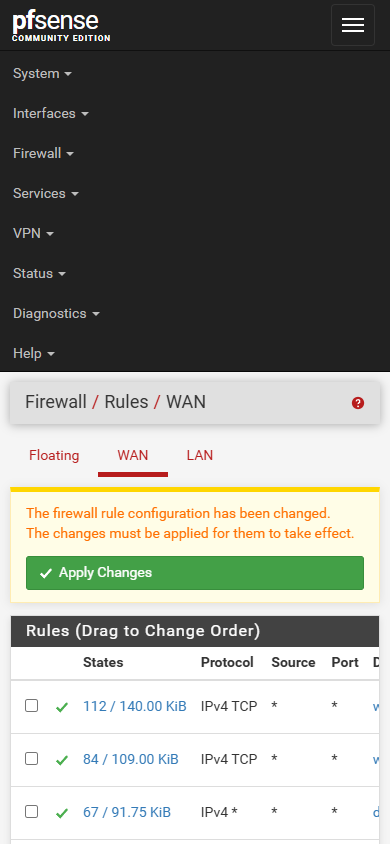 pfsense
COMMUNITY EDITION
System
Interfaces
Firewall
Services
VPN
Status
Diagnostics
Help
Firewall / Rules / WAN
Floating WAN LAN
The firewall rule configuration has been changed.
The changes must be applied for them to take effect.
Apply Changes
Rules (Drag to Change Order)
States Protocol Source Port
112 / 140.00 KiB IPv4 TCP * *
84 / 109.00 KiB IPv4 TCP * *
67 / 91.75 KiB IPv4 * * *